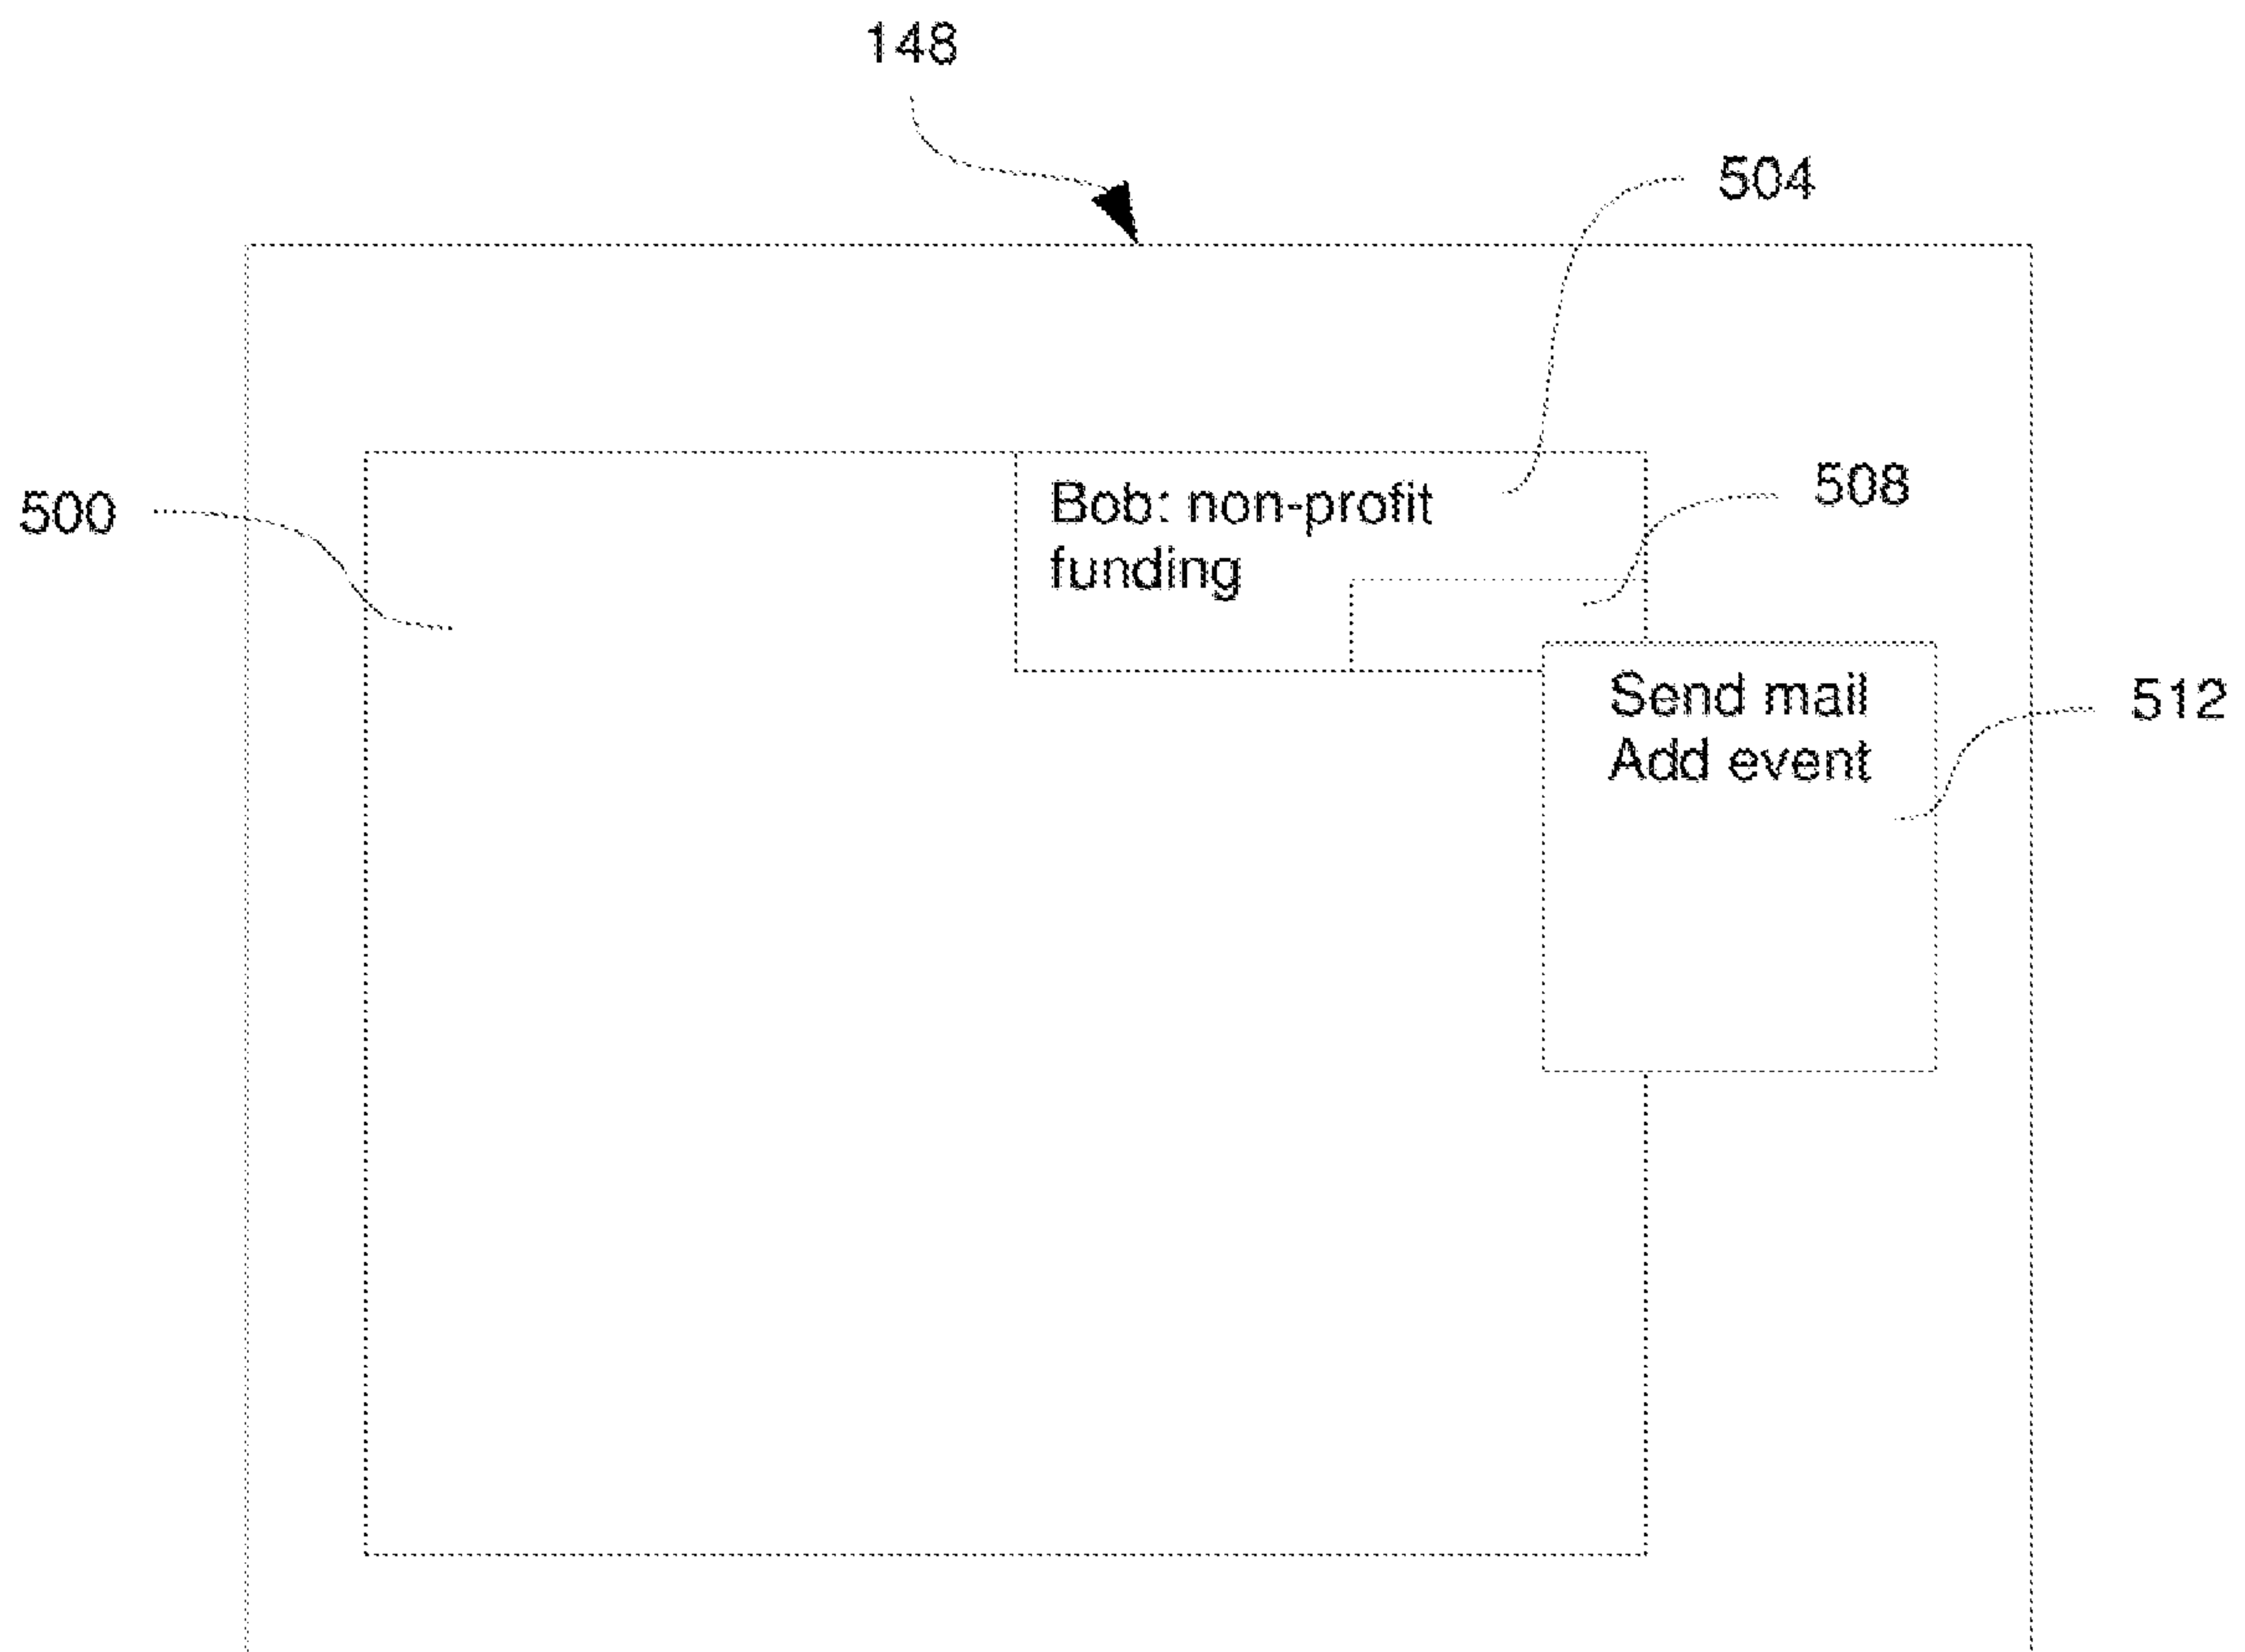 148
504
Bob: non-profit
funding
508
500
Send mail
Add event
512